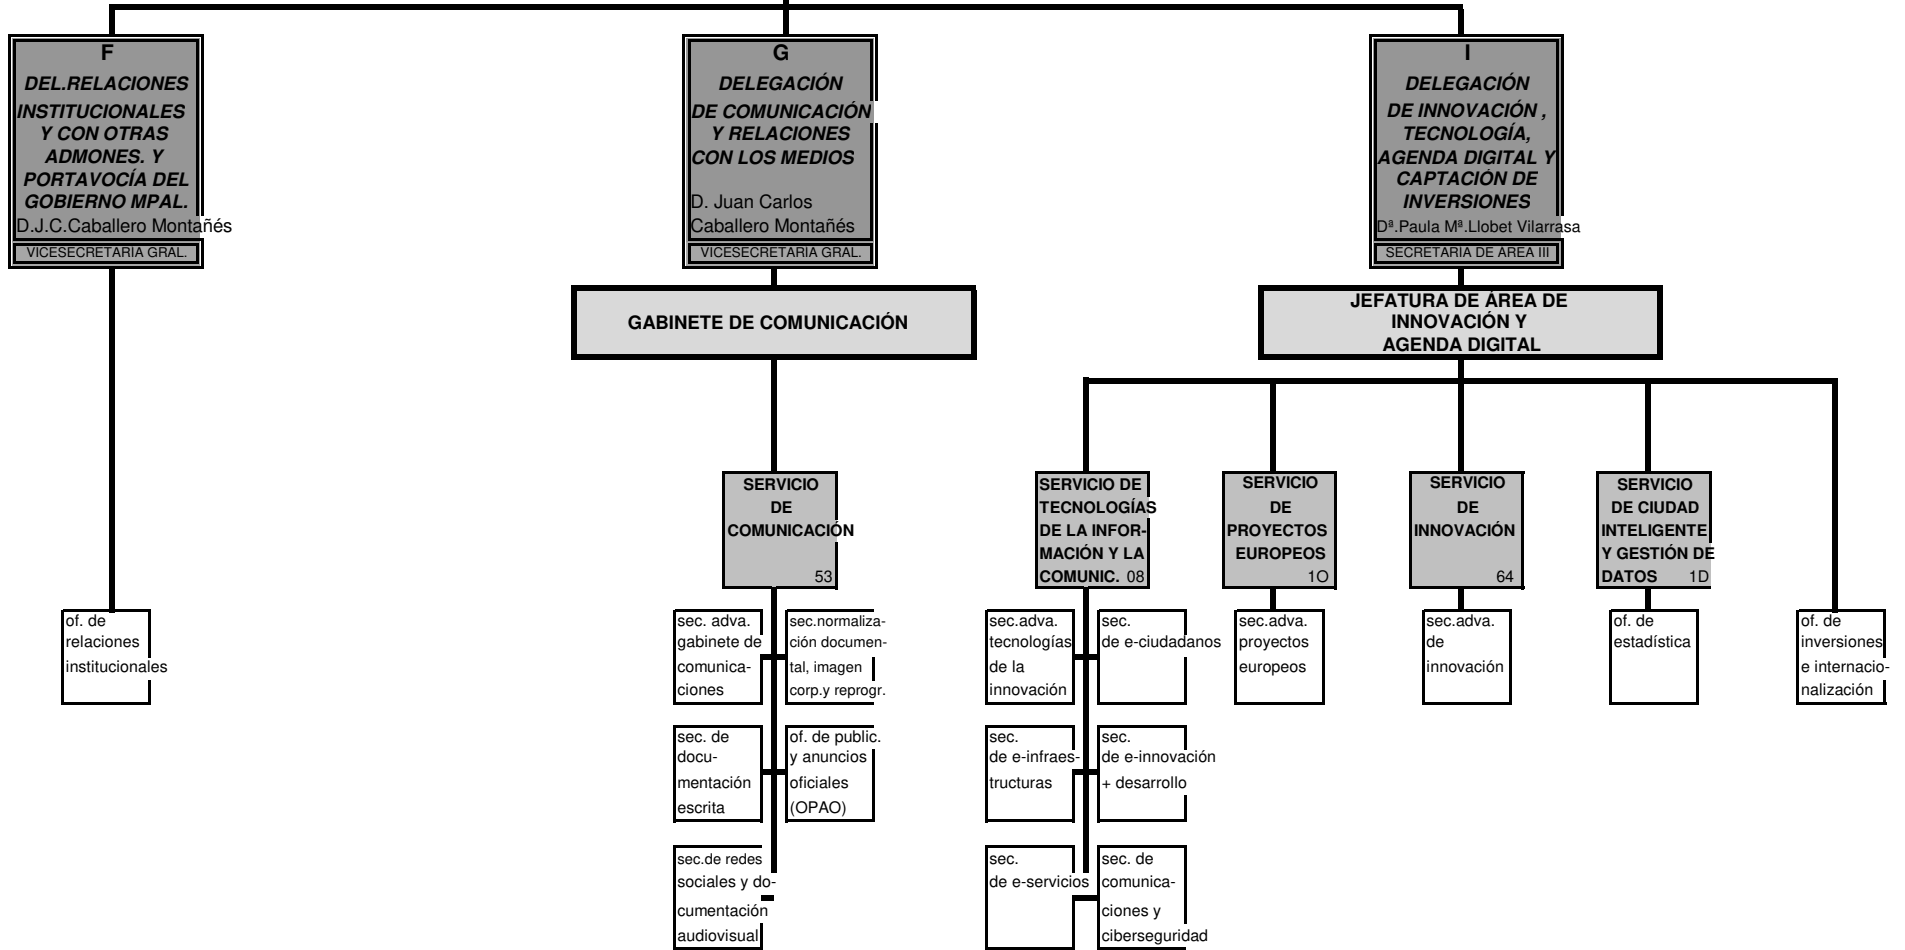 F
DEL.RELACIONES
INSTITUCIONALES
Y CON OTRAS
ADMONES. Y
PORTAVOCÍA DEL
GOBIERNO MPAL.
D.J.C.Caballero Montañés
VICESECRETARIA GRAL.
G
DELEGACIÓN
DE COMUNICACIÓN
Y RELACIONES
CON LOS MEDIOS
D. Juan Carlos
Caballero Montañés
VICESECRETARIA GRAL.
I
DELEGACIÓN
DE INNOVACIÓN ,
TECNOLOGÍA,
AGENDA DIGITAL Y
CAPTACIÓN DE
INVERSIONES
Dª.Paula Mª.Llobet Vilarrasa
SECRETARIA DE AREA III
GABINETE DE COMUNICACIÓN
JEFATURA DE ÁREA DE
INNOVACIÓN Y
AGENDA DIGITAL
SERVICIO
DE
COMUNICACIÓN
53
SERVICIO DE
TECNOLOGÍAS
DE LA INFOR-
MACIÓN Y LA
COMUNIC. 08
SERVICIO
DE
PROYECTOS
EUROPEOS
1O
SERVICIO
DE
INNOVACIÓN
64
SERVICIO
DE CIUDAD
INTELIGENTE
Y GESTIÓN DE
DATOS 1D
of. de
relaciones
institucionales
sec. adva.
gabinete de
comunica-
ciones
sec.normaliza-
ción documen-
tal, imagen
corp.y reprogr.
sec.adva.
tecnologías
de la
innovación
sec.
de e-ciudadanos
sec.adva.
proyectos
europeos
sec.adva.
de
innovación
of. de
estadística
of. de
inversiones
e internacio-
nalización
sec. de
docu-
mentación
escrita
of. de public.
y anuncios
oficiales
(OPAO)
sec.
de e-infraes-
tructuras
sec.
de e-innovación
+ desarrollo
sec.de redes
sociales y do-
cumentación
audiovisual
sec.
de e-servicios
sec. de
comunica-
ciones y
ciberseguridad